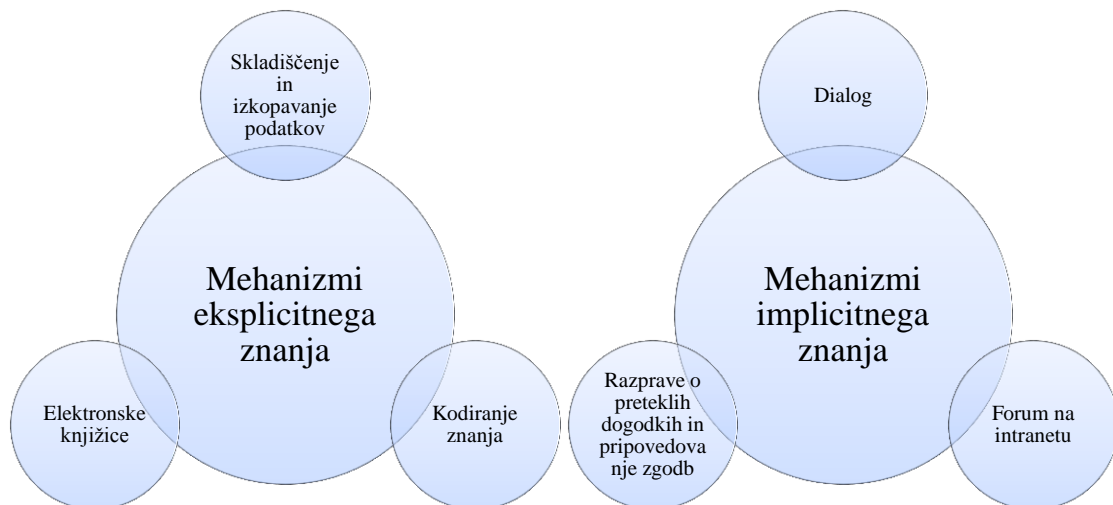 Skladiščenje
in
izkopavanje
podatkov
Mehanizmi
eksplicitnega
znanja
Elektronske
knjižice
Kodiranje
znanja
Dialog
Mehanizmi
implicitnega
znanja
Razprave o
preteklih
dogodkih in
pripovedova
nje zgodb
Forum na
intranetu